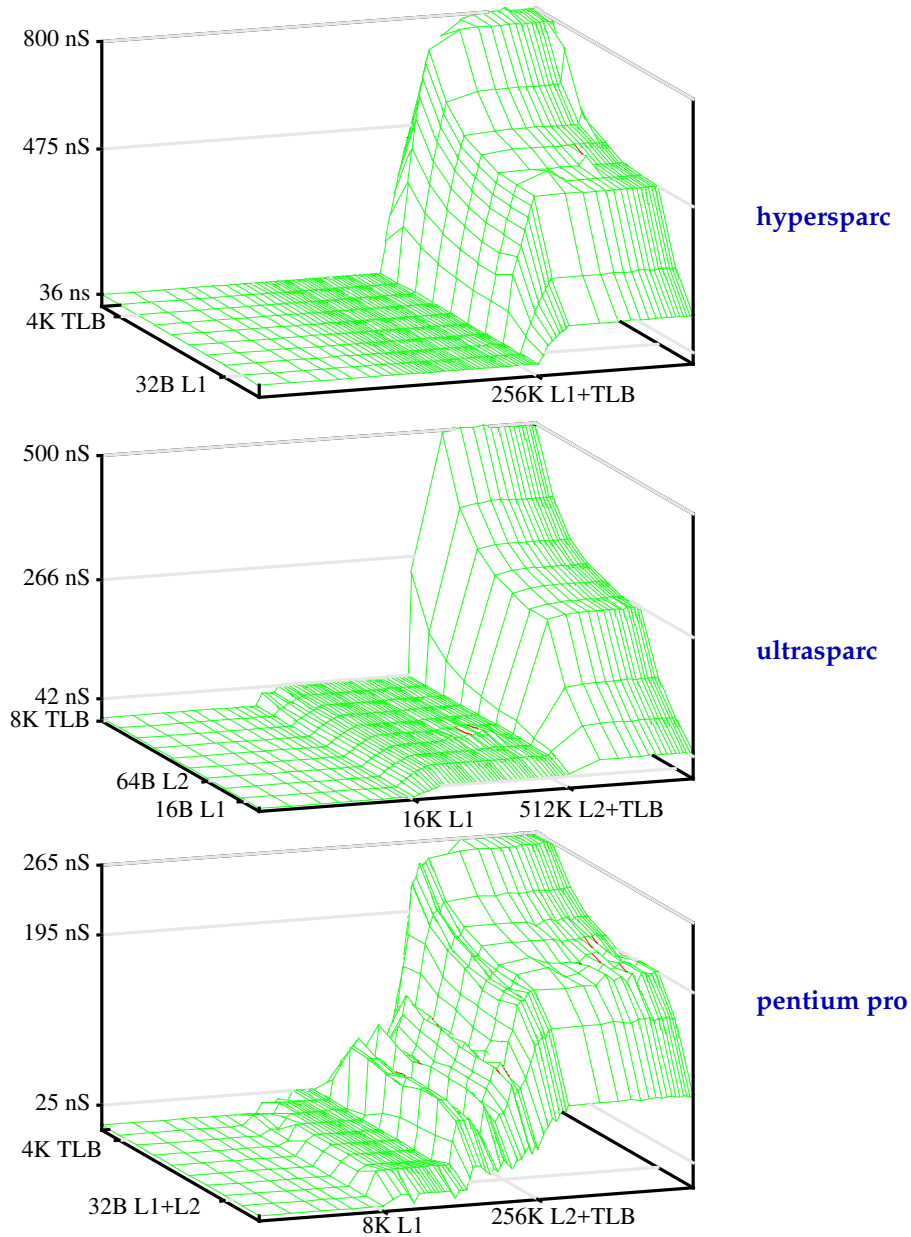 800 nS
475 nS
hypersparc
36 ns
4K TLB
32B L1
256K L1+TLB
500 nS
266 nS
ultrasparc
42 nS
8K TLB
64B L2
16B L1
16K L1
512K L2+TLB
265 nS
195 nS
pentium pro
25 nS
4K TLB
32B L1+L2
8K L1
256K L2+TLB